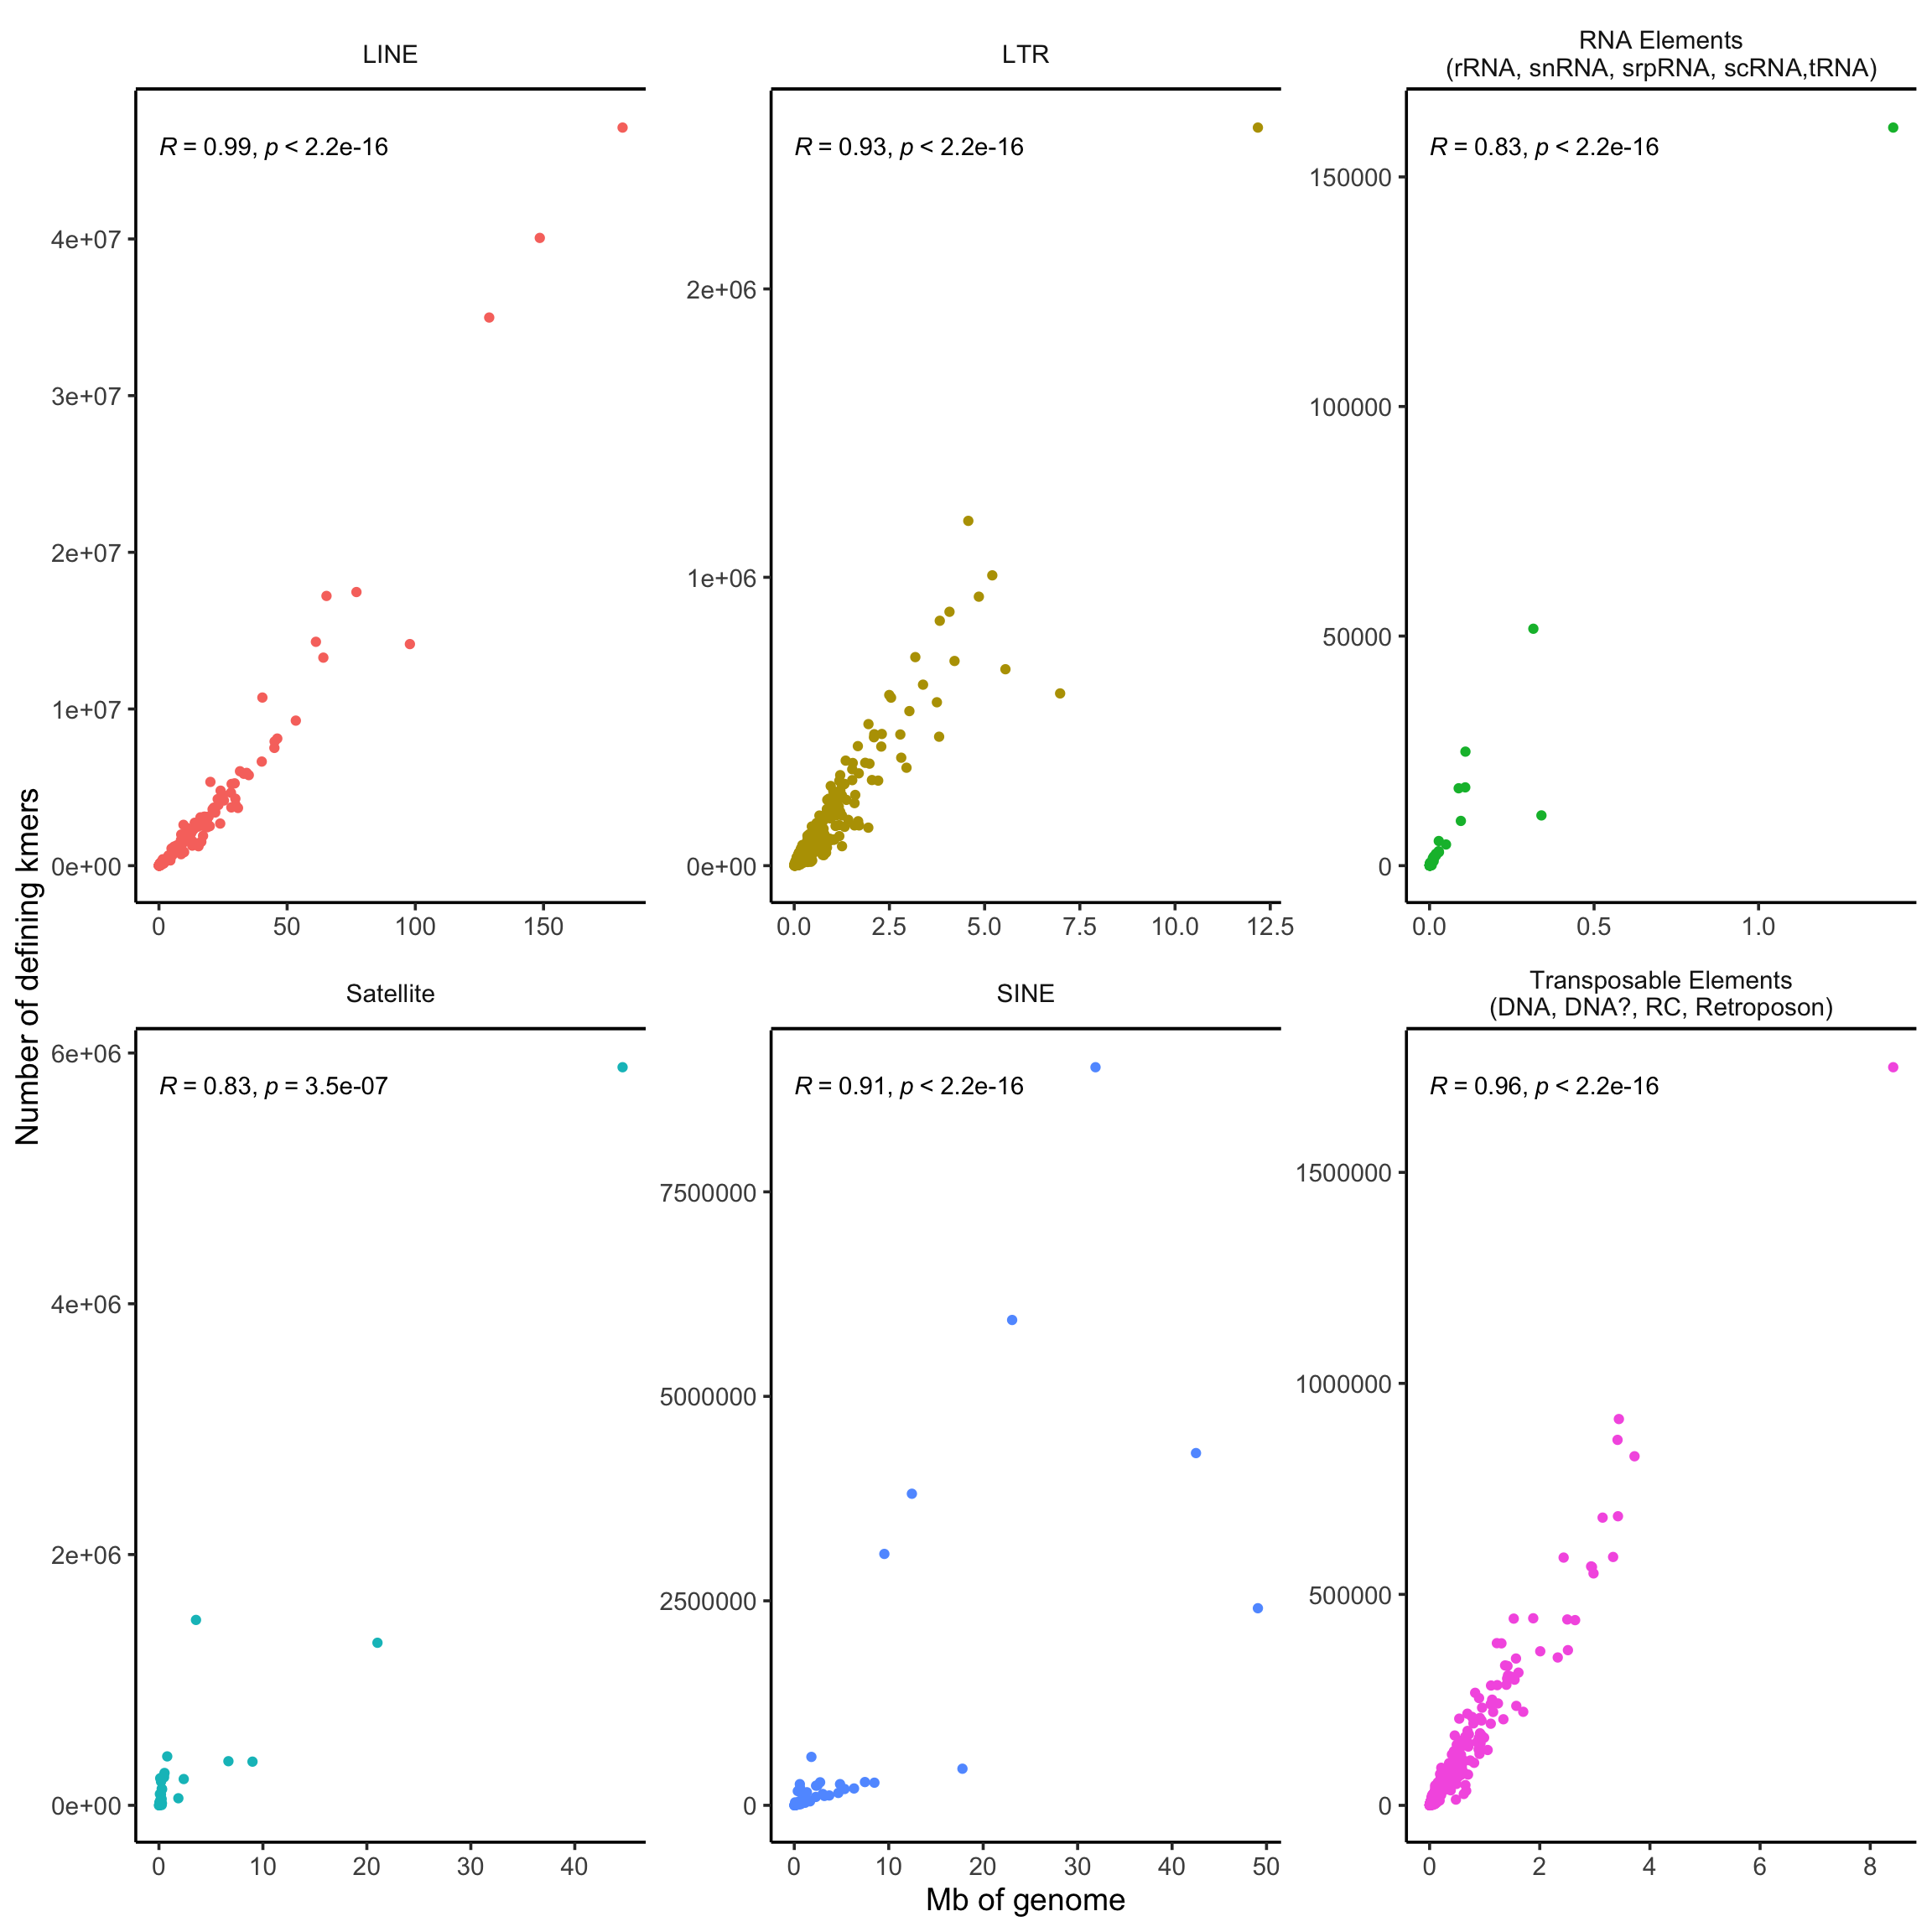 LINE
R = 0.99, p < 2.2e-16
4e+07
3e+07
2e+07
1e+07
0e+00
0 50 100 150
LTR
R = 0.93, p < 2.2e-16
2e+06
1e+06
0e+00
0.0 2.5 5.0 7.5 10.0 12.5
RNA Elements
(rRNA, snRNA, srpRNA, scRNA,tRNA)
R = 0.83, p < 2.2e-16
150000
100000
50000
0
0.0 0.5 1.0
Number of defining kmers
Satellite
R = 0.83, p = 3.5e-07
6e+06
4e+06
2e+06
0e+00
0 10 20 30 40
SINE
R = 0.91, p < 2.2e-16
7500000
5000000
2500000
0
0 10 20 30 40 50
Transposable Elements
(DNA, DNA?, RC, Retroposon)
R = 0.96, p < 2.2e-16
1500000
1000000
500000
0
0 2 4 6 8
Mb of genome